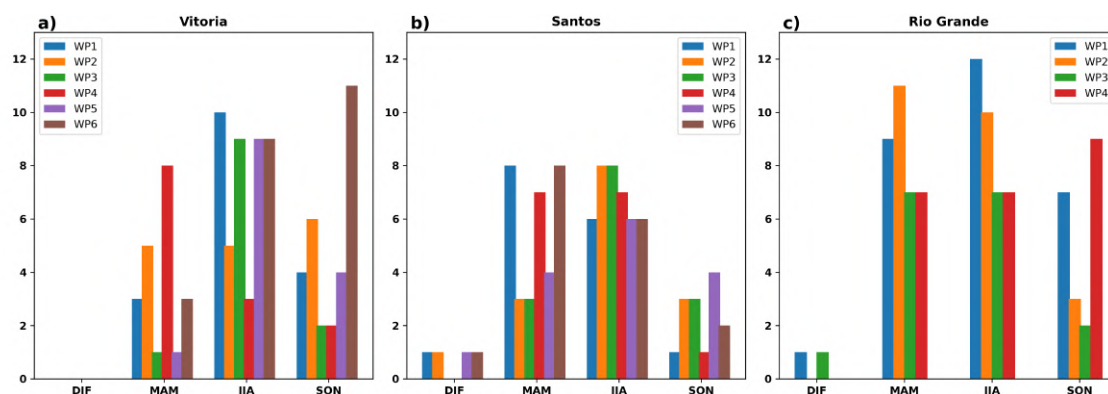 a) Vitoria
WP1
WP2
WP3
WP4
WP5
WP6
12
10
8
6
4
2
0
DIF MAM IIA SON
b) Santos
WP1
WP2
WP3
WP4
WP5
WP6
12
10
8
6
4
2
0
DIF MAM IIA SON
c) Rio Grande
WP1
WP2
WP3
WP4
12
10
8
6
4
2
0
DIF MAM IIA SON